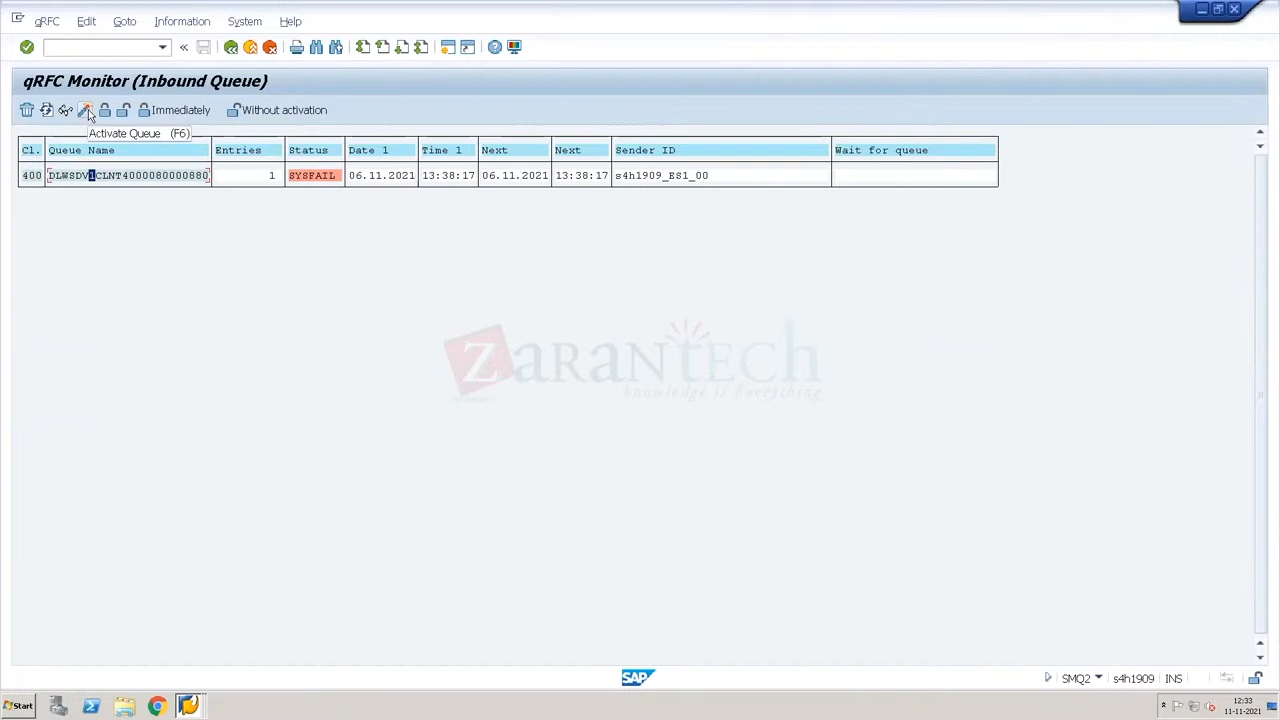 qRFC Edit Goto Information System Help
qRFC Monitor (Inbound Queue)
Immediately Without activation
Activate Queue (F6)
Cl. Queue Name Entries Status Date 1 Time 1 Next Next Sender ID Wait for queue
400 DLWSDV1CLNT4000080000880 1 SYSFAIL 06.11.2021 13:38:17 06.11.2021 13:38:17 s4h1909_ES1_00
ZARANTECH
knowledge is Everything
SAP SMQ2 s4h1909 INS
Start 12:33
11-11-2021